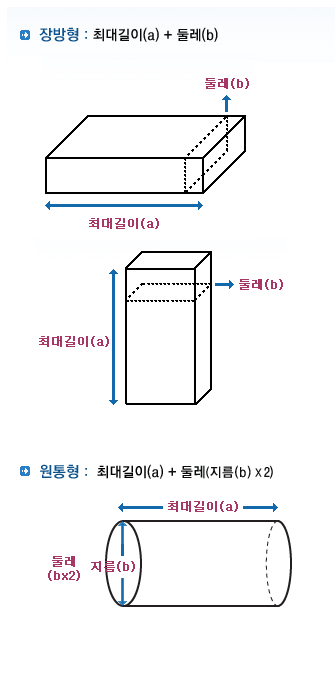 장방형 : 최대길이(a) + 둘레(b)
둘레(b)
최대길이(a)
둘레(b)
최대길이(a)
원통형 : 최대길이(a) + 둘레(지름(b) X 2)
최대길이(a)
둘레
(bx2)
지름(b)